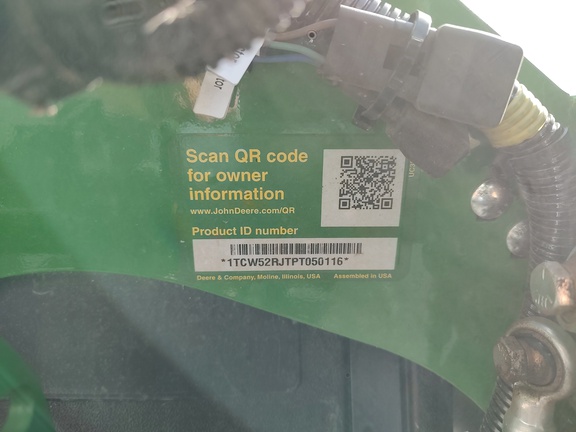 Scan QR code
for owner
information
www.JohnDeere.com/QR
Product ID number
*1TCW52RJTPT050116*
Deere & Company, Moline, Illinois, USA Assembled in USA